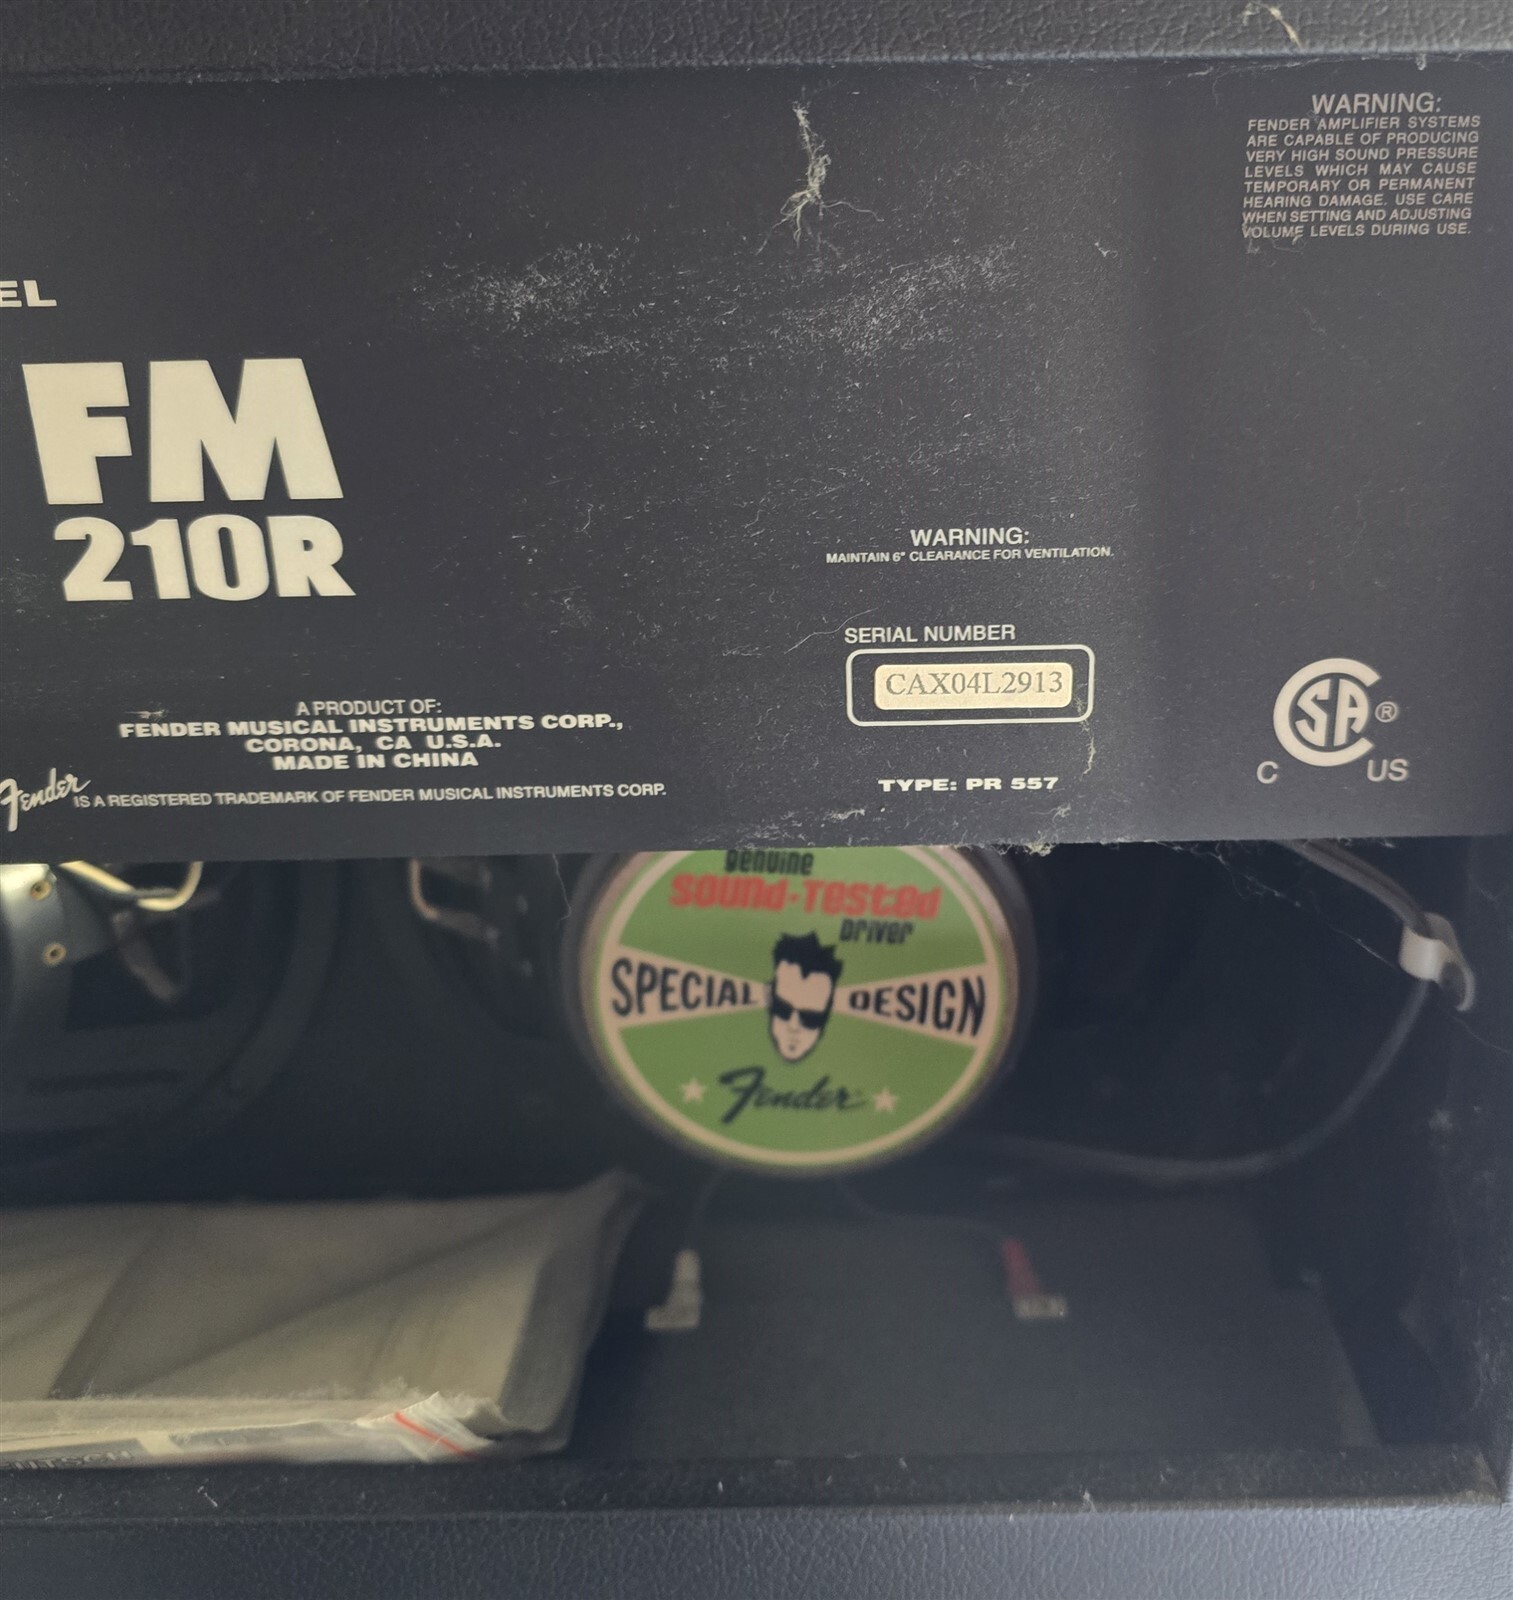 WARNING:
FENDER AMPLIFIER SYSTEMS
ARE CAPABLE OF PRODUCING
VERY HIGH SOUND PRESSURE
LEVELS WHICH MAY CAUSE
TEMPORARY OR PERMANENT
HEARING DAMAGE. USE CARE
WHEN SETTING AND ADJUSTING
VOLUME LEVELS DURING USE.
EL
FM
210R
WARNING:
MAINTAIN 6" CLEARANCE FOR VENTILATION.
SERIAL NUMBER
CAX04L2913
A PRODUCT OF:
FENDER MUSICAL INSTRUMENTS CORP.,
CORONA, CA U.S.A.
MADE IN CHINA
Fender IS A REGISTERED TRADEMARK OF FENDER MUSICAL INSTRUMENTS CORP.
TYPE: PR 557
CSA ®
C US
Genuine
Sound-Tested
Driver
SPECIAL DESIGN
Fender